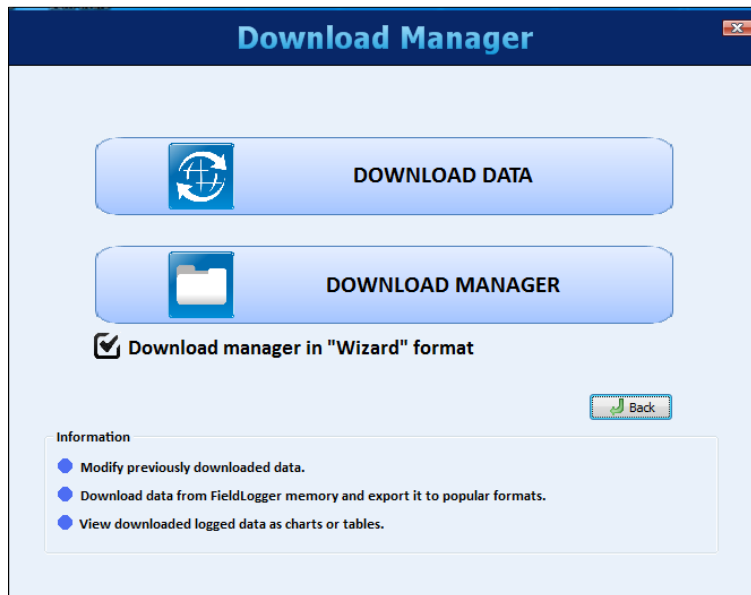 Download Manager
DOWNLOAD DATA
DOWNLOAD MANAGER
Download manager in "Wizard" format
Back
Information
Modify previously downloaded data.
Download data from FieldLogger memory and export it to popular formats.
View downloaded logged data as charts or tables.